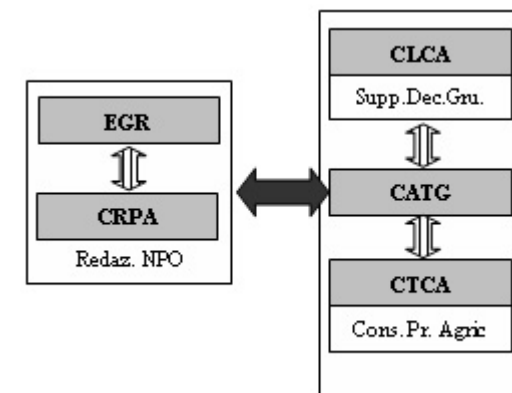 EGR
CRPA
Redaz. NPO
CLCA
Supp.Dec.Gru.
CATG
CTCA
Cons.Pr. Agric